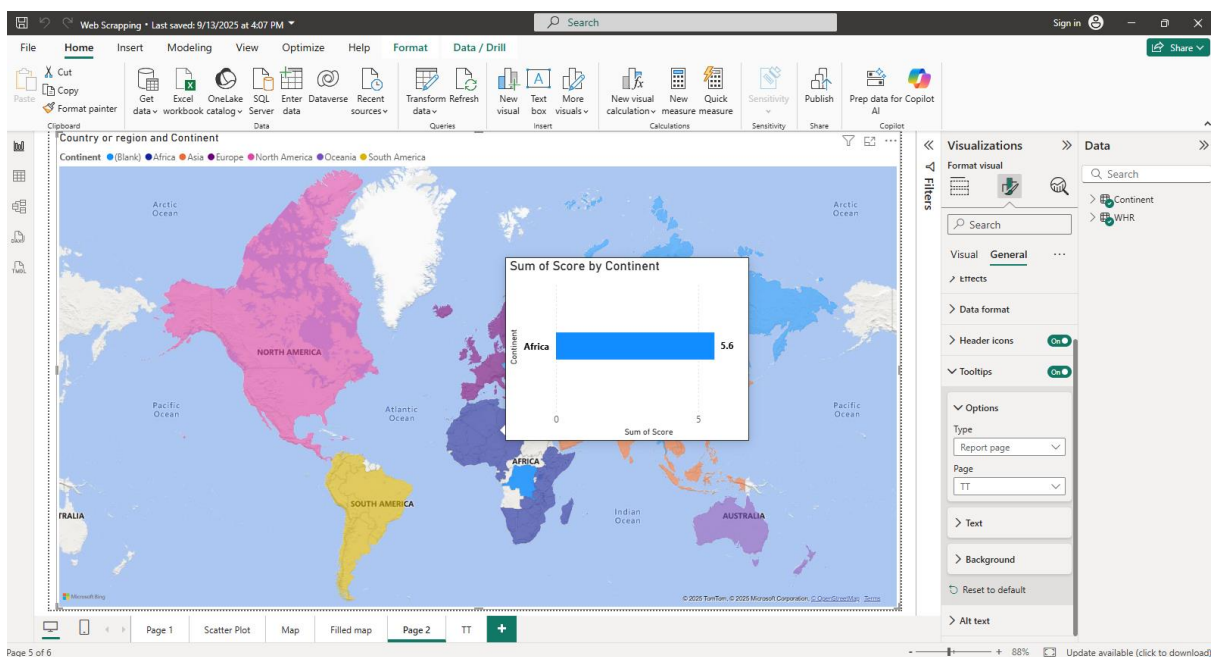 Web Scrapping • Last saved: 9/13/2025 at 4:07 PM
Search
Sign in
File Home Insert Modeling View Optimize Help Format Data / Drill
Share
Paste
Cut
Copy
Format painter
Get data
Excel workbook
OneLake catalog
SQL Server
Enter data
Dataverse
Recent sources
Transform data
Refresh
New visual
Text box
More visuals
New visual calculation
New measure
Quick measure
Sensitivity
Publish
Prep data for AI
Copilot
Clipboard Data Queries Insert Calculations Sensitivity Share Copilot
Country or region and Continent
Continent (Blank) Africa Asia Europe North America Oceania South America
Arctic Ocean
Arctic Ocean
NORTH AMERICA
Pacific Ocean
Atlantic Ocean
Pacific Ocean
AFRICA
SOUTH AMERICA
Indian Ocean
TRALIA
AUSTRALIA
Microsoft Bing
© 2025 TomTom, © 2025 Microsoft Corporation, © OpenStreetMap Terms
Sum of Score by Continent
Continent
Africa
5.6
0 5
Sum of Score
Filters
Visualizations
Format visual
Search
Visual General
Effects
Data format
Header icons On
Tooltips On
Options
Type
Report page
Page
TT
Text
Background
Reset to default
Alt text
Data
Search
Continent
WHR
Page 1 Scatter Plot Map Filled map Page 2 TT
Page 5 of 6
- + 88%
Update available (click to download)